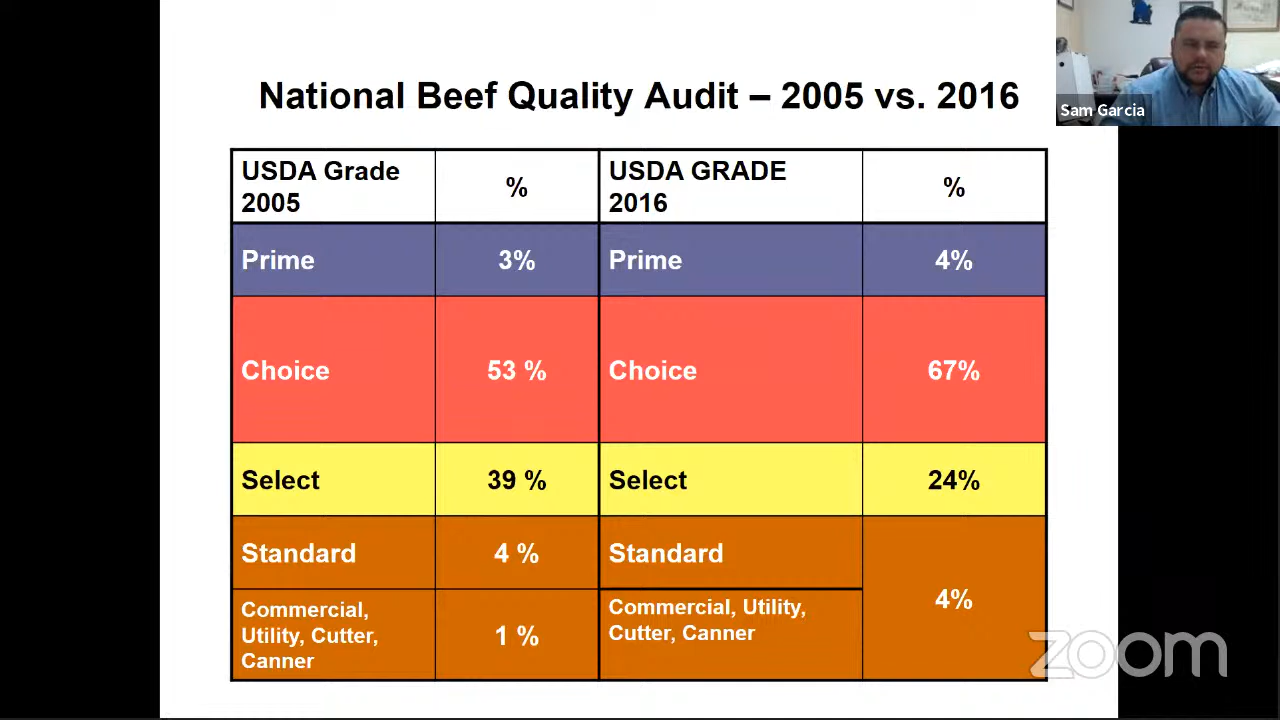 National Beef Quality Audit – 2005 vs. 2016
Sam Garcia
USDA Grade
2005
%
USDA GRADE
2016
%
Prime
3%
Prime
4%
Choice
53 %
Choice
67%
Select
39 %
Select
24%
Standard
4 %
Standard
4%
Commercial,
Utility, Cutter,
Canner
1 %
Commercial, Utility,
Cutter, Canner
zoom